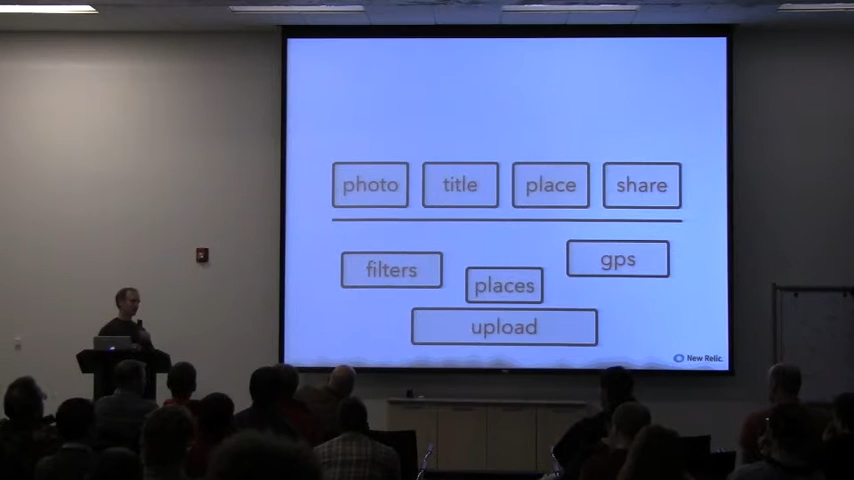 photo title place share
filters
gps
places
upload
New Relic.